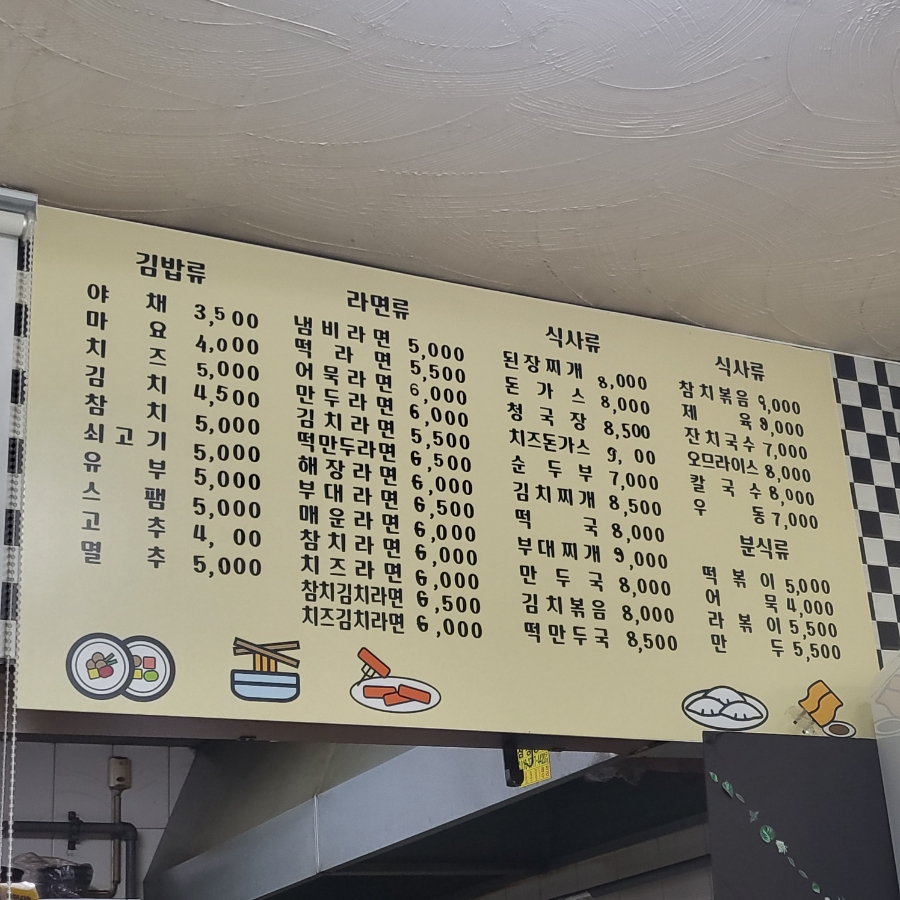 김밥류
야채 3,500
마요 4,000
치즈 5,000
김치 4,500
참치 5,000
쇠고기 5,000
유부 5,000
스팸 5,000
고추 4, 00
멸추 5,000
라면류
냄비라면 5,000
떡라면 5,500
어묵라면 6,000
만두라면 6,000
김치라면 5,500
떡만두라면 6,500
해장라면 6,000
부대라면 6,500
매운라면 6,000
참치라면 6,000
치즈라면 6,000
참치김치라면 6,500
치즈김치라면 6,000
식사류
된장찌개 8,000
돈가스 8,000
청국장 8,500
치즈돈가스 9, 00
순두부 7,000
김치찌개 8,500
떡국 8,000
부대찌개 9,000
만두국 8,000
김치볶음 8,000
떡만두국 8,500
식사류
참치볶음 9,000
제육 9,000
잔치국수 7,000
오므라이스 8,000
칼국수 8,000
우동 7,000
분식류
떡볶이 5,000
어묵 4,000
라볶이 5,500
만두 5,500